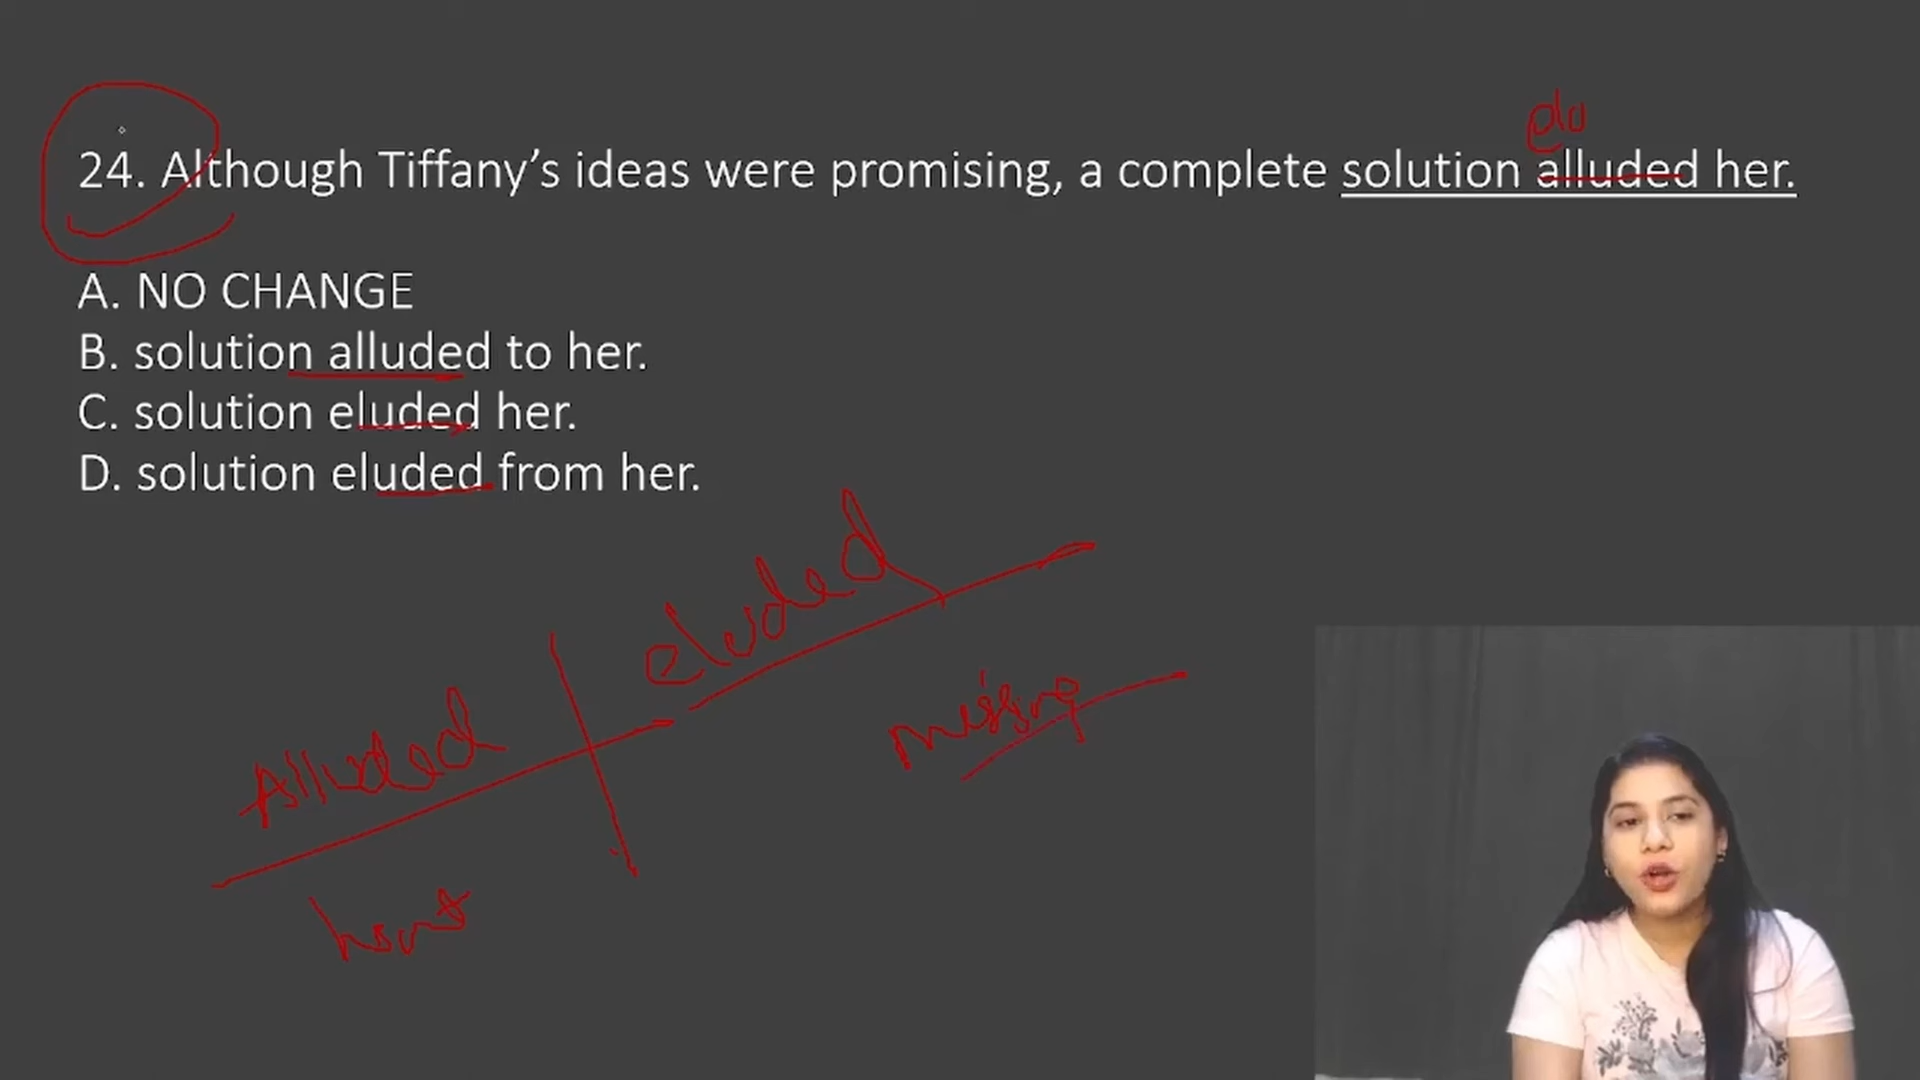 elu
24. Although Tiffany’s ideas were promising, a complete solution alluded her.
A. NO CHANGE
B. solution alluded to her.
C. solution eluded her.
D. solution eluded from her.
eluded
Alluded
missing
hint